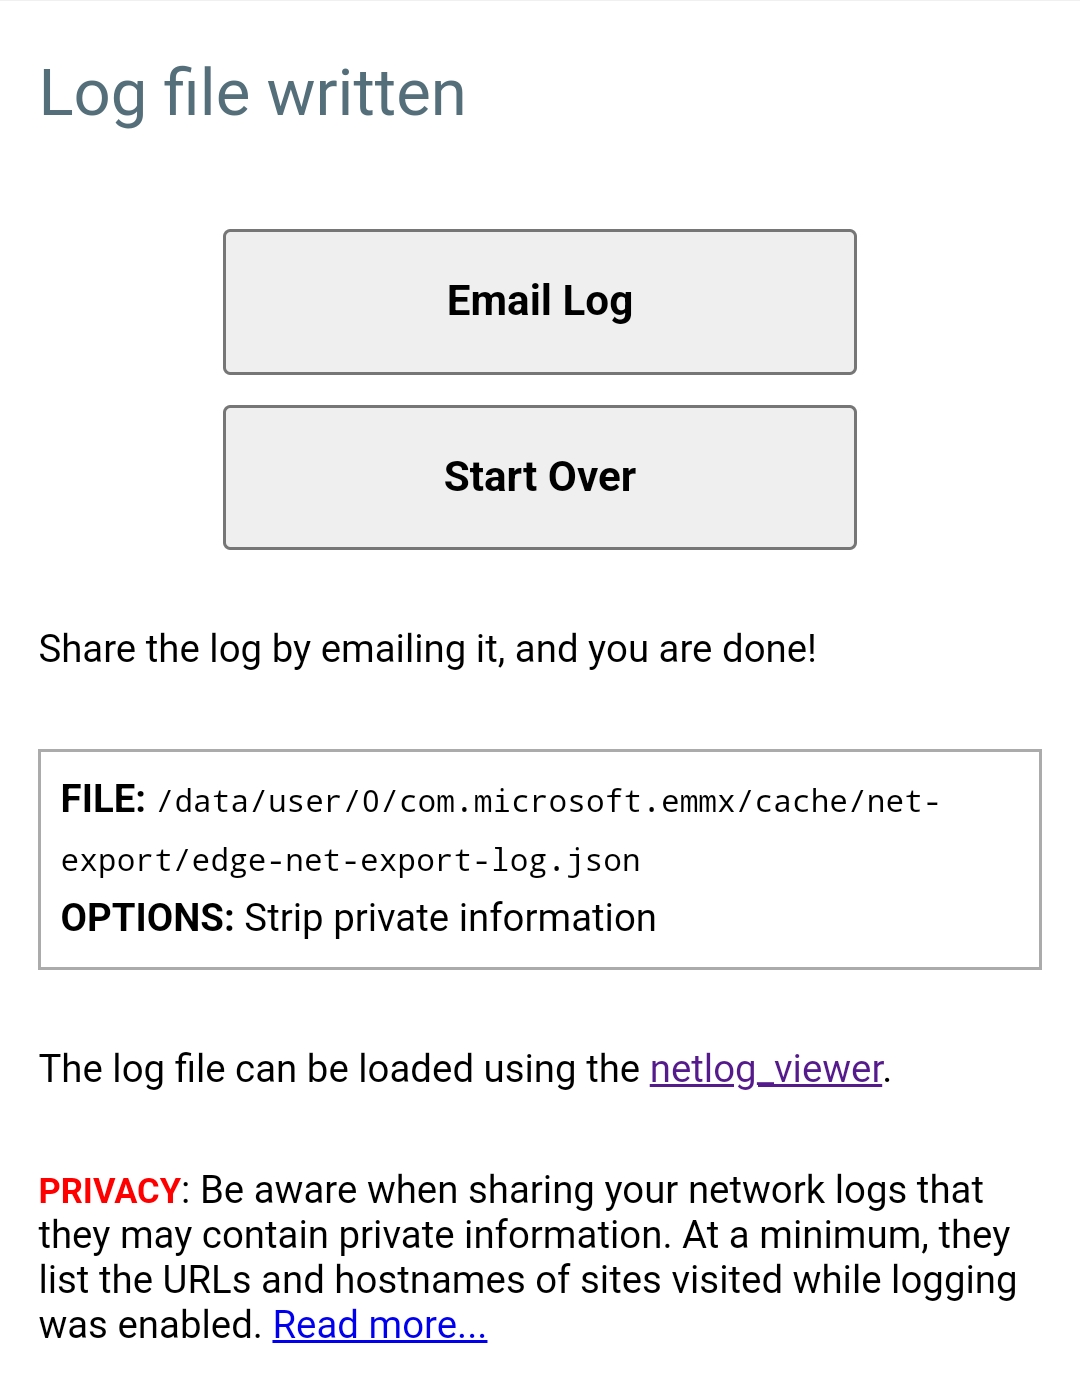 Log file written
Email Log
Start Over
Share the log by emailing it, and you are done!
FILE: /data/user/0/com.microsoft.emmx/cache/net-
export/edge-net-export-log.json
OPTIONS: Strip private information
The log file can be loaded using the netlog_viewer.
PRIVACY: Be aware when sharing your network logs that
they may contain private information. At a minimum, they
list the URLs and hostnames of sites visited while logging
was enabled. Read more...